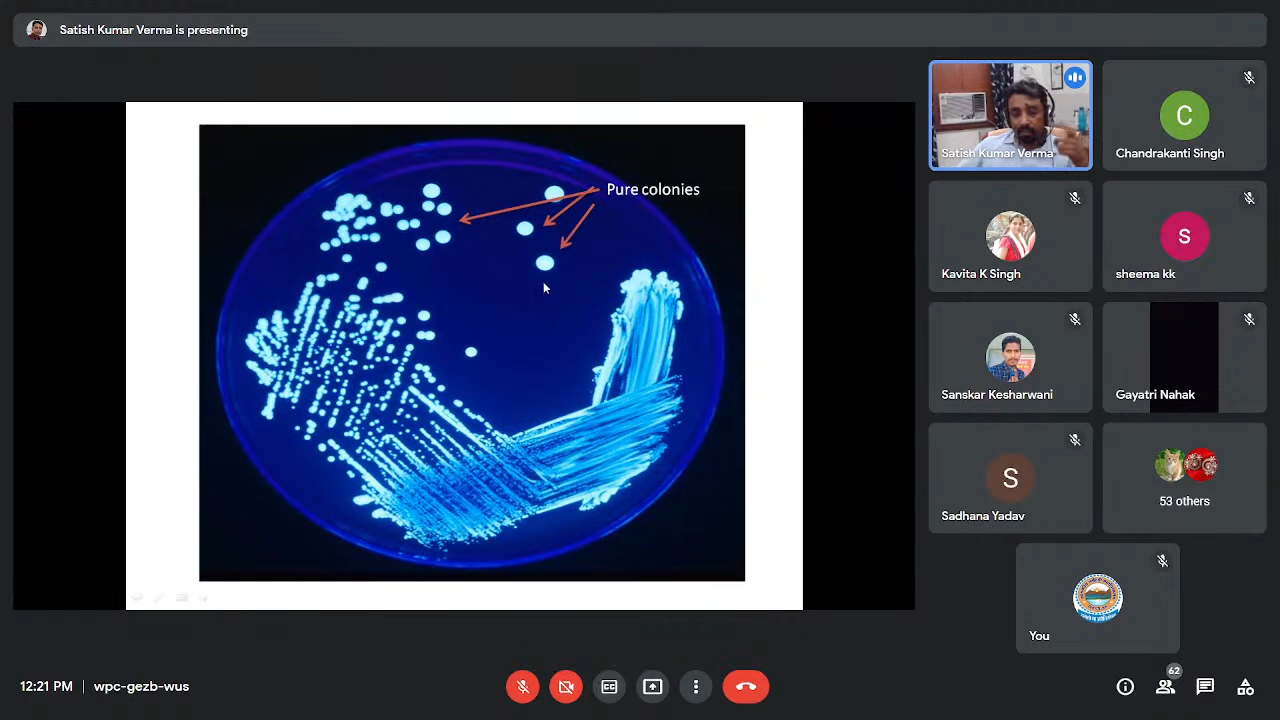 Satish Kumar Verma is presenting
Pure colonies
Satish Kumar Verma
C
Chandrakanti Singh
Kavita K Singh
S
sheema kk
Sanskar Kesharwani
Gayatri Nahak
S
Sadhana Yadav
53 others
You
12:21 PM | wpc-gezb-wus
CC
62